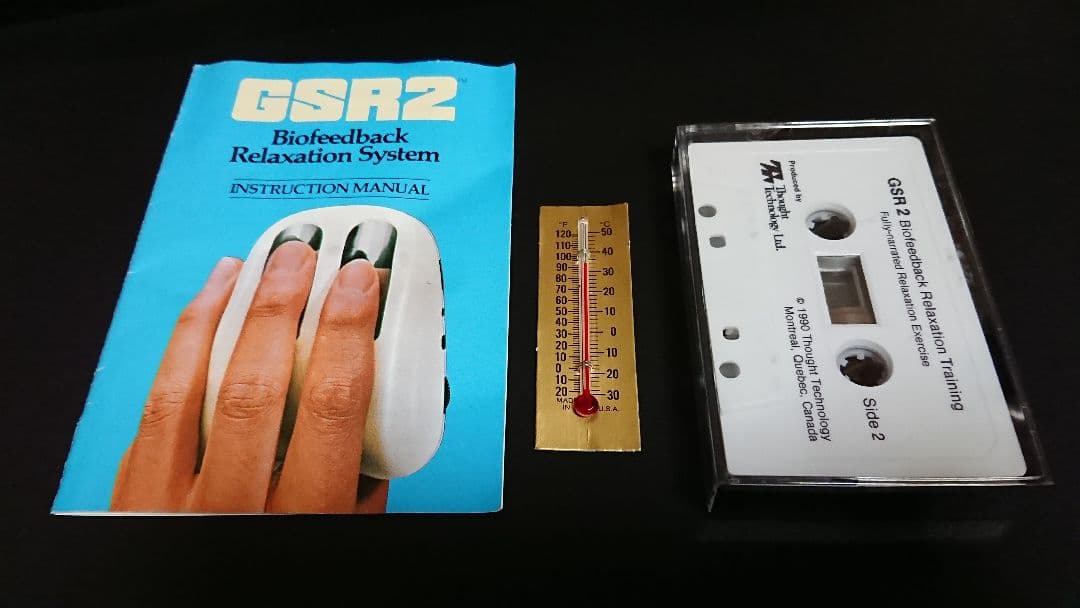 GSR2™
Biofeedback
Relaxation System
INSTRUCTION MANUAL
°F °C
120 50
110
100 40
90
80 30
70 20
60
50 10
40
30 0
20 10
10
0 20
10
20 30
MADE
IN U.S.A.
GSR 2 Biofeedback Relaxation Training
Fully-narrated Relaxation Exercise
Side 2
Produced by
Thought
Technology Ltd.
© 1990 Thought Technology
Montreal, Quebec, Canada